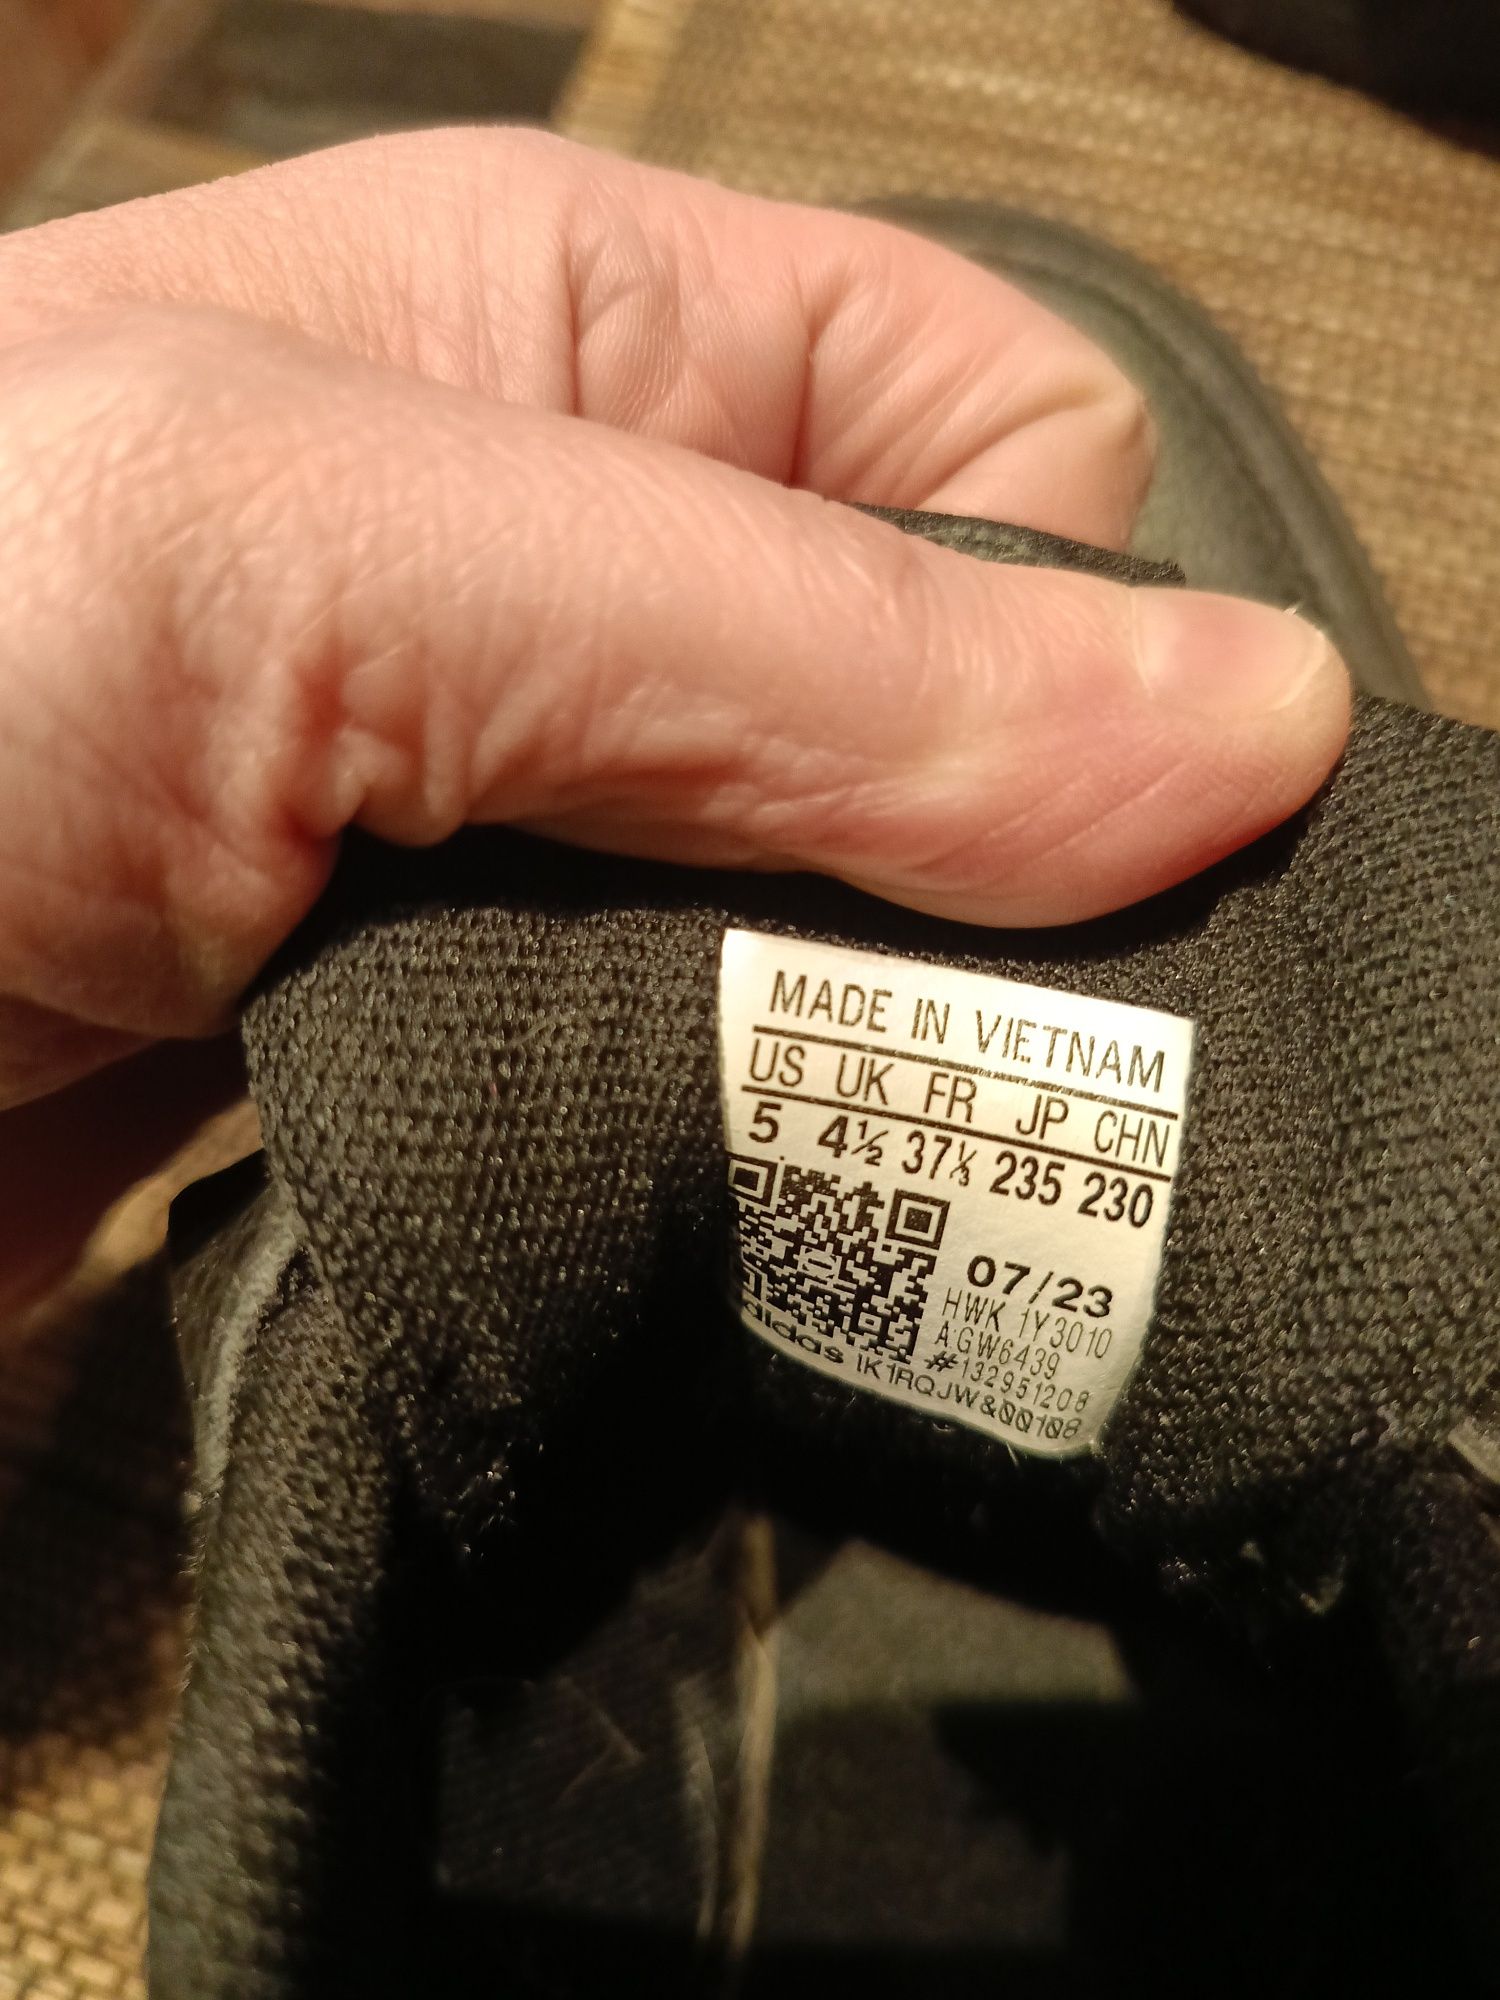 MADE IN VIETNAM
US UK FR JP CHN
5 4½ 37⅓ 235 230
07/23
HWK 1Y3010
A:GW6439
#132951208
adidas IK1RQJW&00108